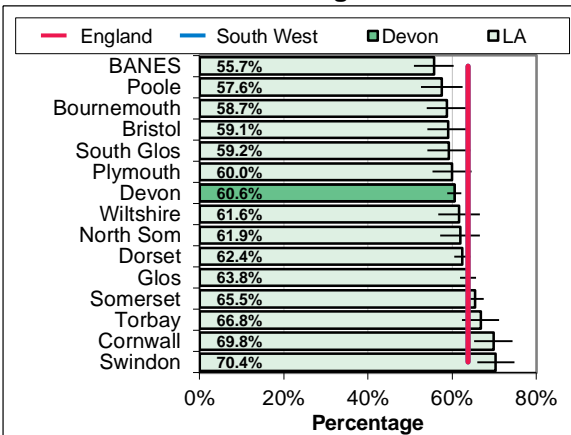 England South West Devon LA
BANES 55.7%
Poole 57.6%
Bournemouth 58.7%
Bristol 59.1%
South Glos 59.2%
Plymouth 60.0%
Devon 60.6%
Wiltshire 61.6%
North Som 61.9%
Dorset 62.4%
Glos 63.8%
Somerset 65.5%
Torbay 66.8%
Cornwall 69.8%
Swindon 70.4%
0% 20% 40% 60% 80%
Percentage